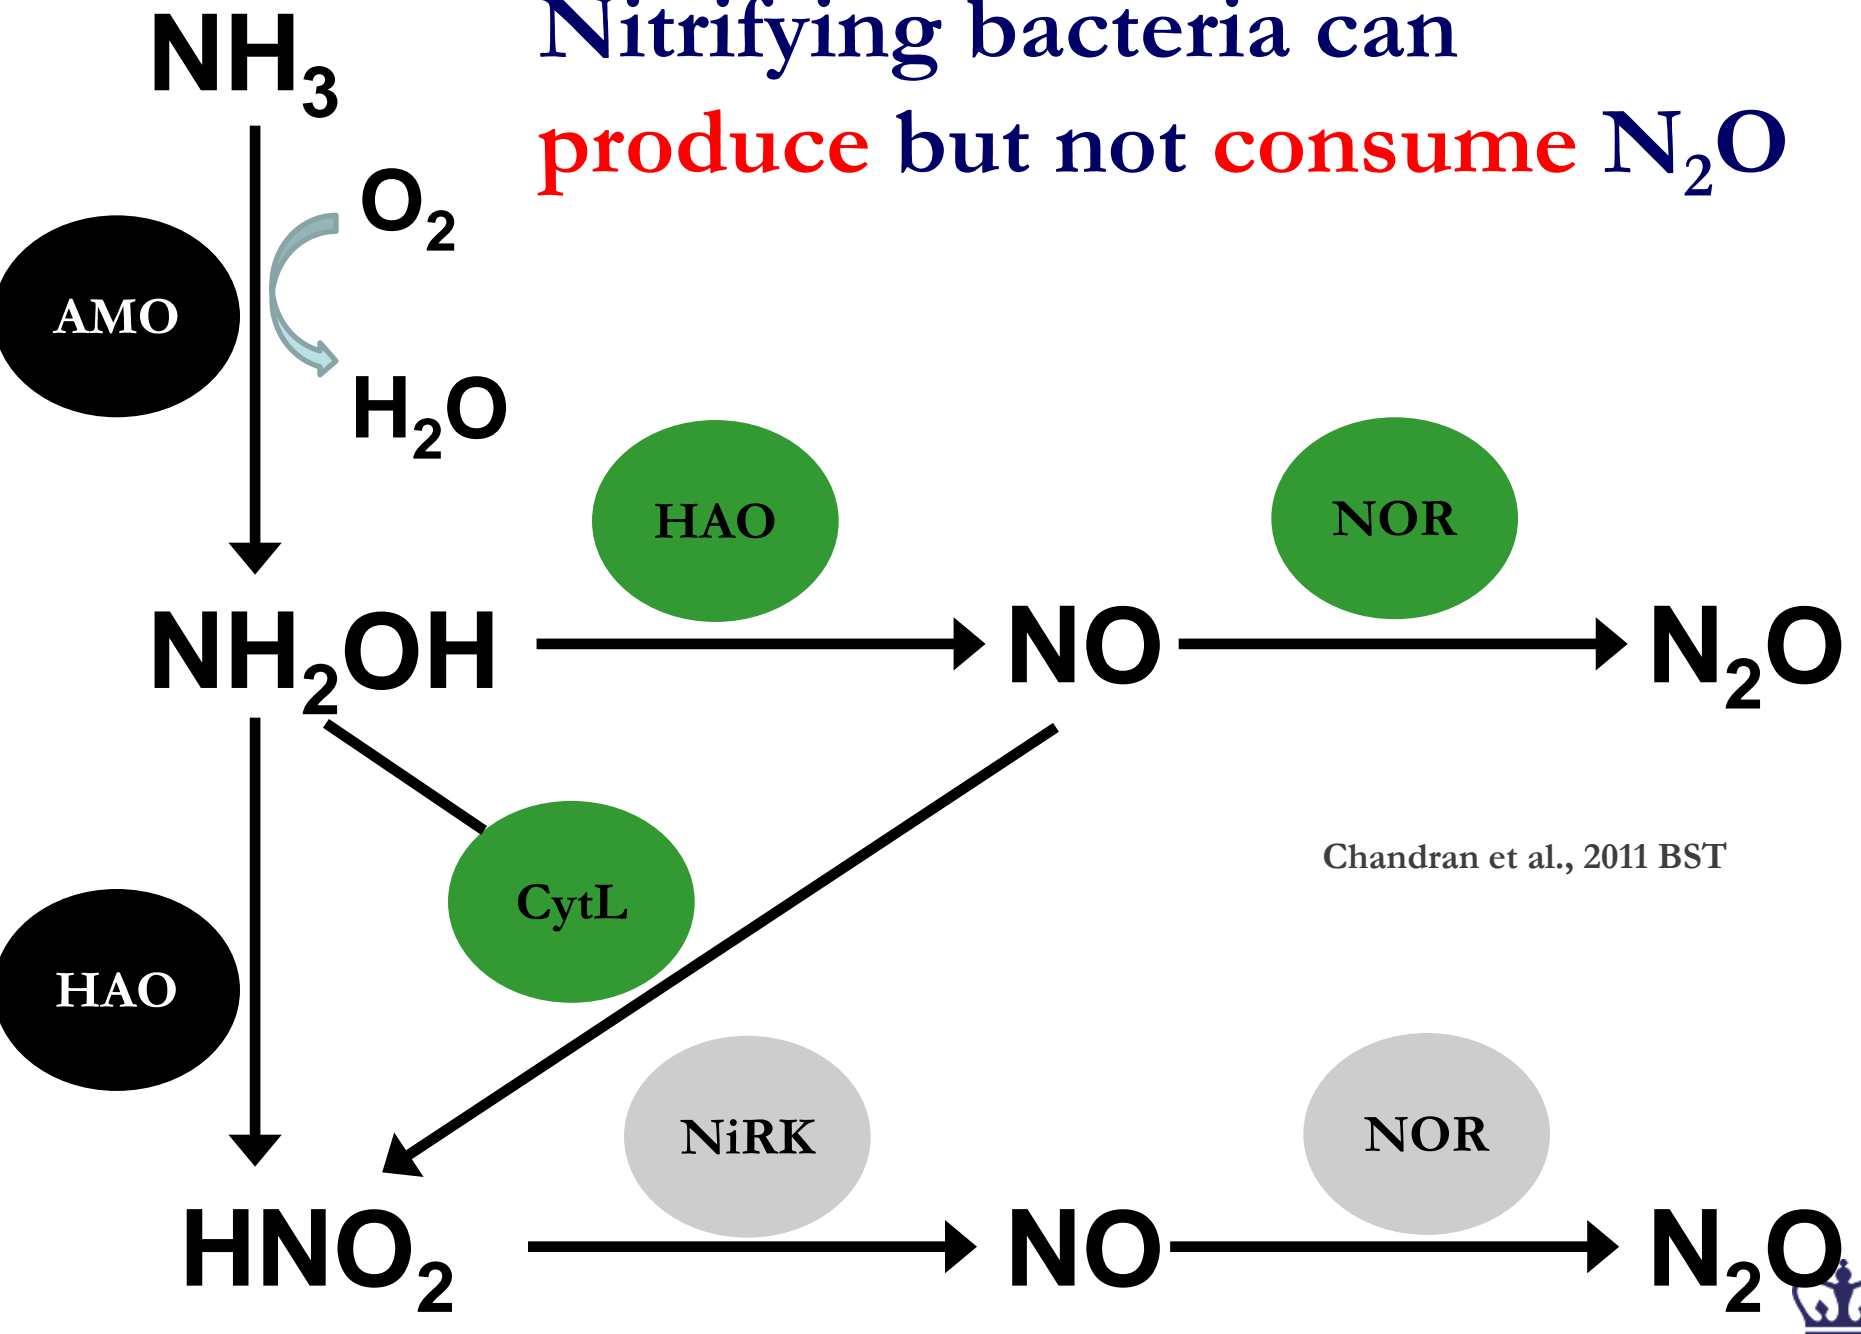 Nitrifying bacteria can
produce but not consume N₂O
NH₃
O₂
AMO
H₂O
HAO
NOR
NH₂OH
NO
N₂O
CytL
Chandran et al., 2011 BST
HAO
NiRK
NOR
HNO₂
NO
N₂O